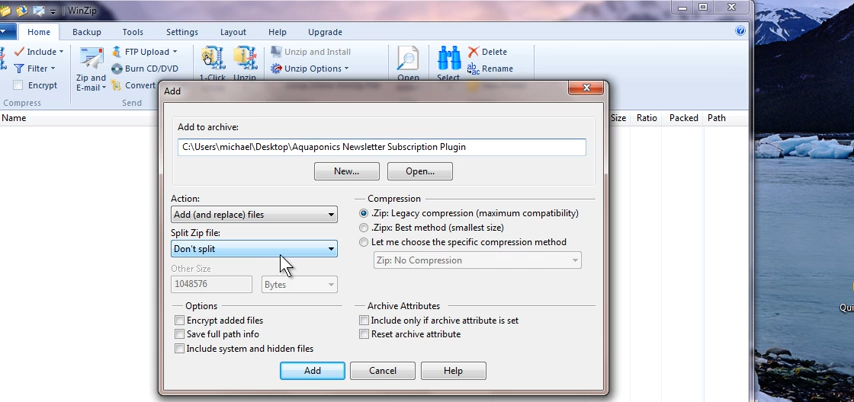 WinZip
Home Backup Tools Settings Layout Help Upgrade
Include FTP Upload Unzip and Install Delete
Filter Zip and E-mail Burn CD/DVD 1-Click Unzip Unzip Options Open Select Rename
Encrypt Convert
Compress Send
Name Size Ratio Packed Path
Add
Add to archive:
C:\Users\michael\Desktop\Aquaponics Newsletter Subscription Plugin
New... Open...
Action: Compression
Add (and replace) files .Zip: Legacy compression (maximum compatibility)
Split Zip file: .Zipx: Best method (smallest size)
Don't split Let me choose the specific compression method
Zip: No Compression
Other Size
1048576 Bytes
Options Archive Attributes
Encrypt added files Include only if archive attribute is set
Save full path info Reset archive attribute
Include system and hidden files
Add Cancel Help
Qui